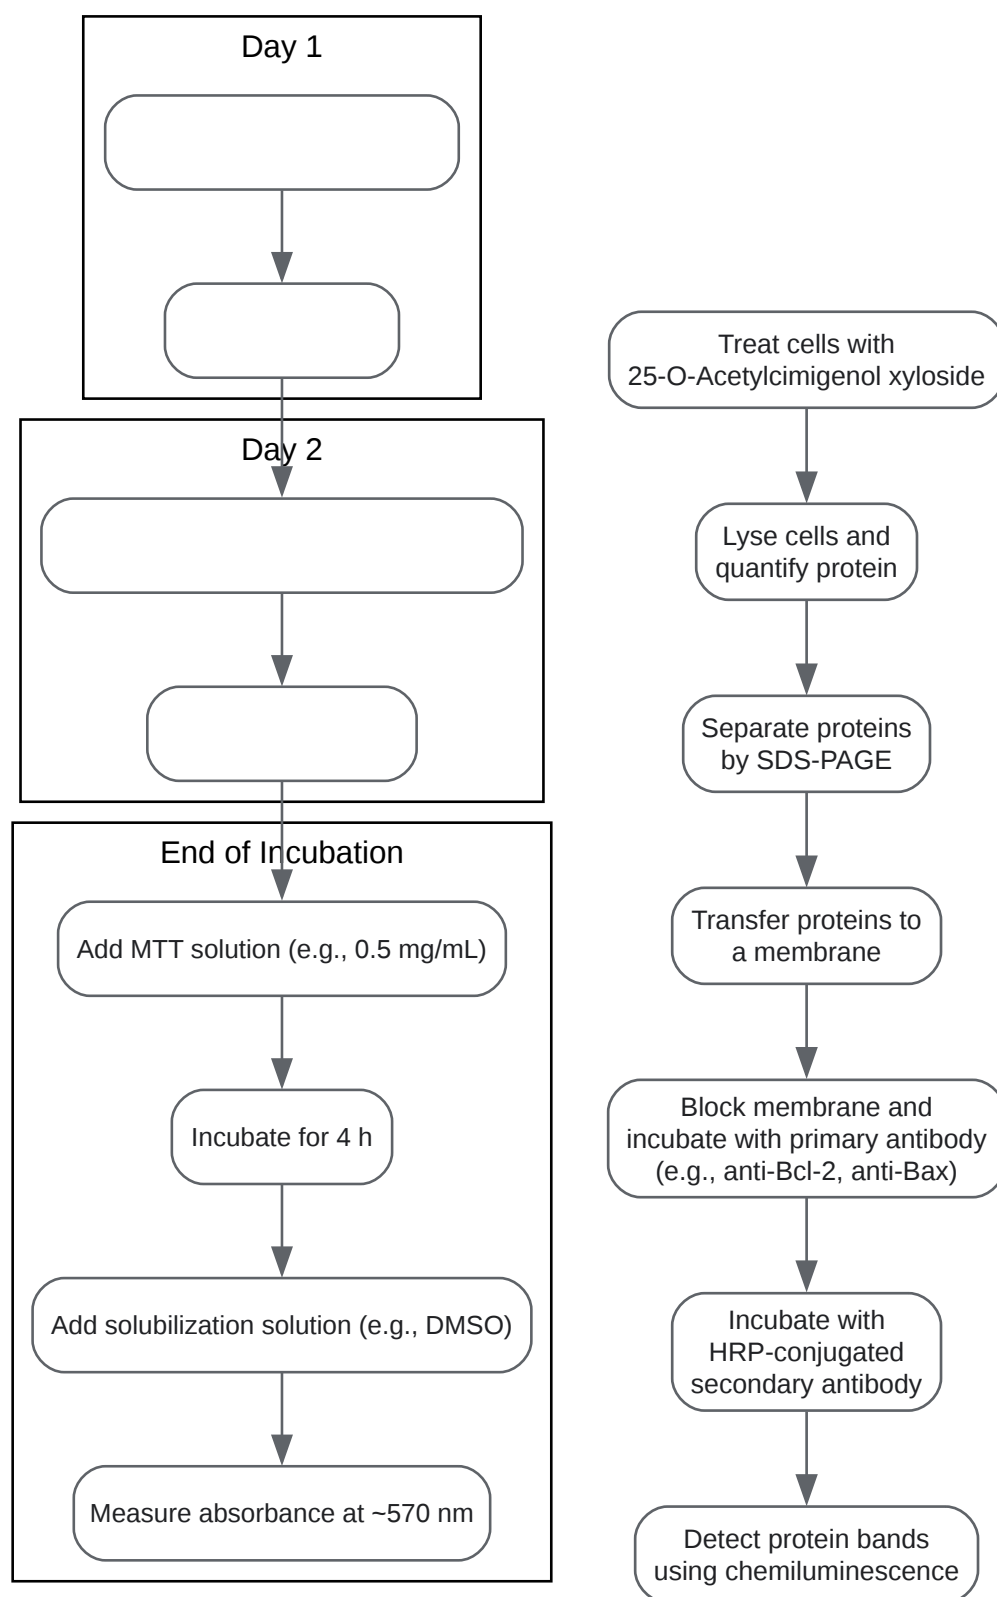 Day 1
Day 2
End of Incubation
Add MTT solution (e.g., 0.5 mg/mL)
Incubate for 4 h
Add solubilization solution (e.g., DMSO)
Measure absorbance at ~570 nm
Treat cells with
25-O-Acetylcimigenol xyloside
Lyse cells and
quantify protein
Separate proteins
by SDS-PAGE
Transfer proteins to
a membrane
Block membrane and
incubate with primary antibody
(e.g., anti-Bcl-2, anti-Bax)
Incubate with
HRP-conjugated
secondary antibody
Detect protein bands
using chemiluminescence